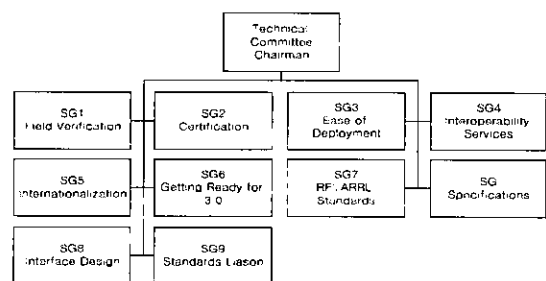 Technical
Committee
Chairman
SG1
Field Verification
SG2
Certification
SG3
Ease of
Deployment
SG4
Interoperability
Services
SG5
Internationalization
SG6
Getting Ready for
3.0
SG7
ARRL
Standards
SG
Specifications
SG8
Interface Design
SG9
Standards Liason